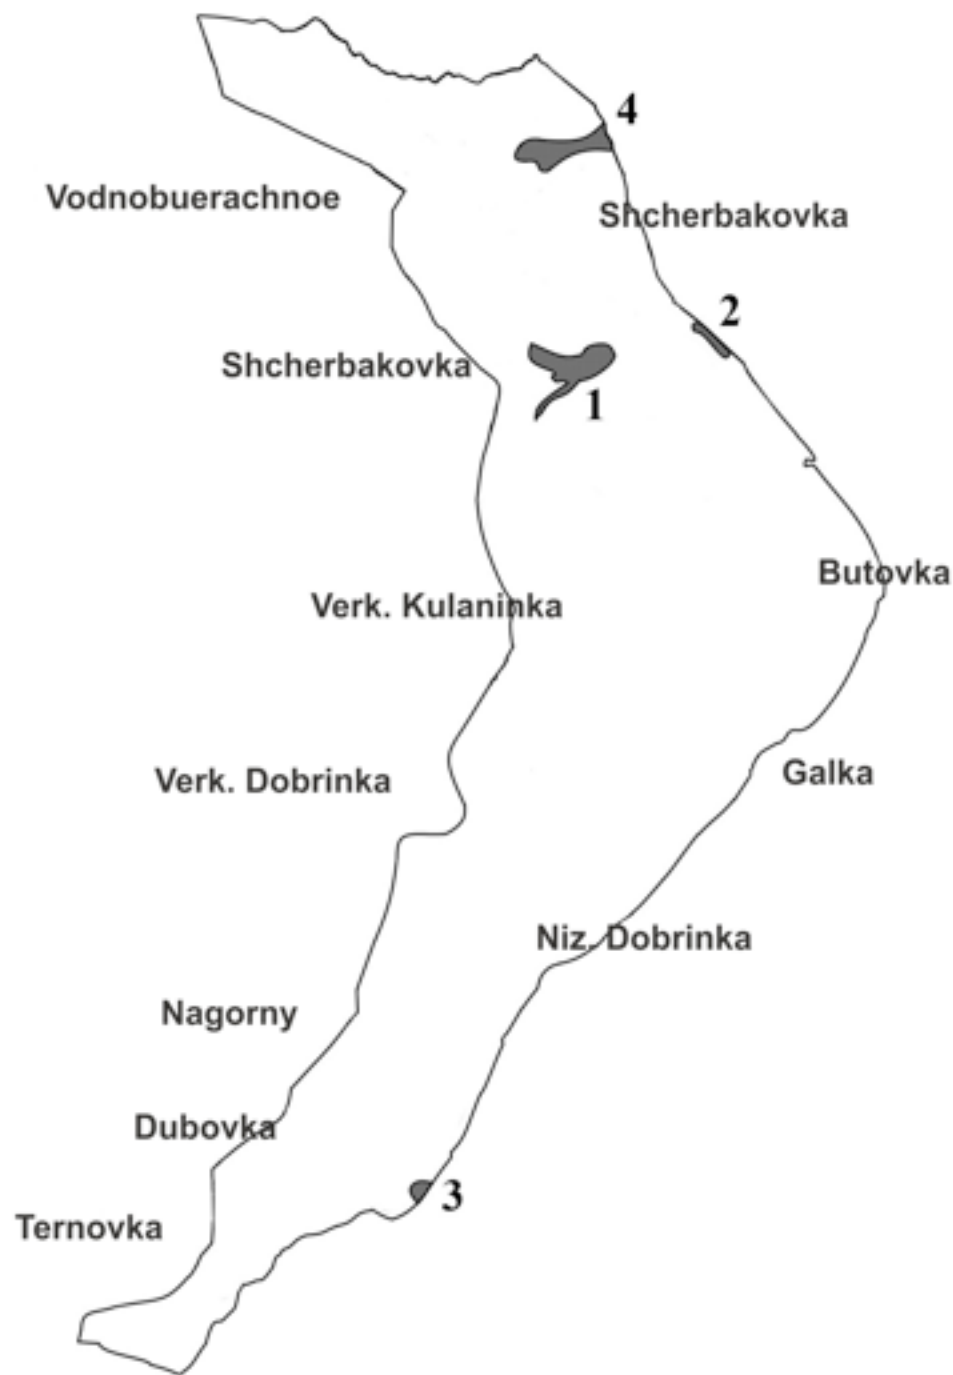 4
Vodnobuerachnoe
Shcherbakovka
2
Shcherbakovka
1
Butovka
Verk. Kulaninka
Galka
Verk. Dobrinka
Niz. Dobrinka
Nagorny
Dubovka
3
Ternovka